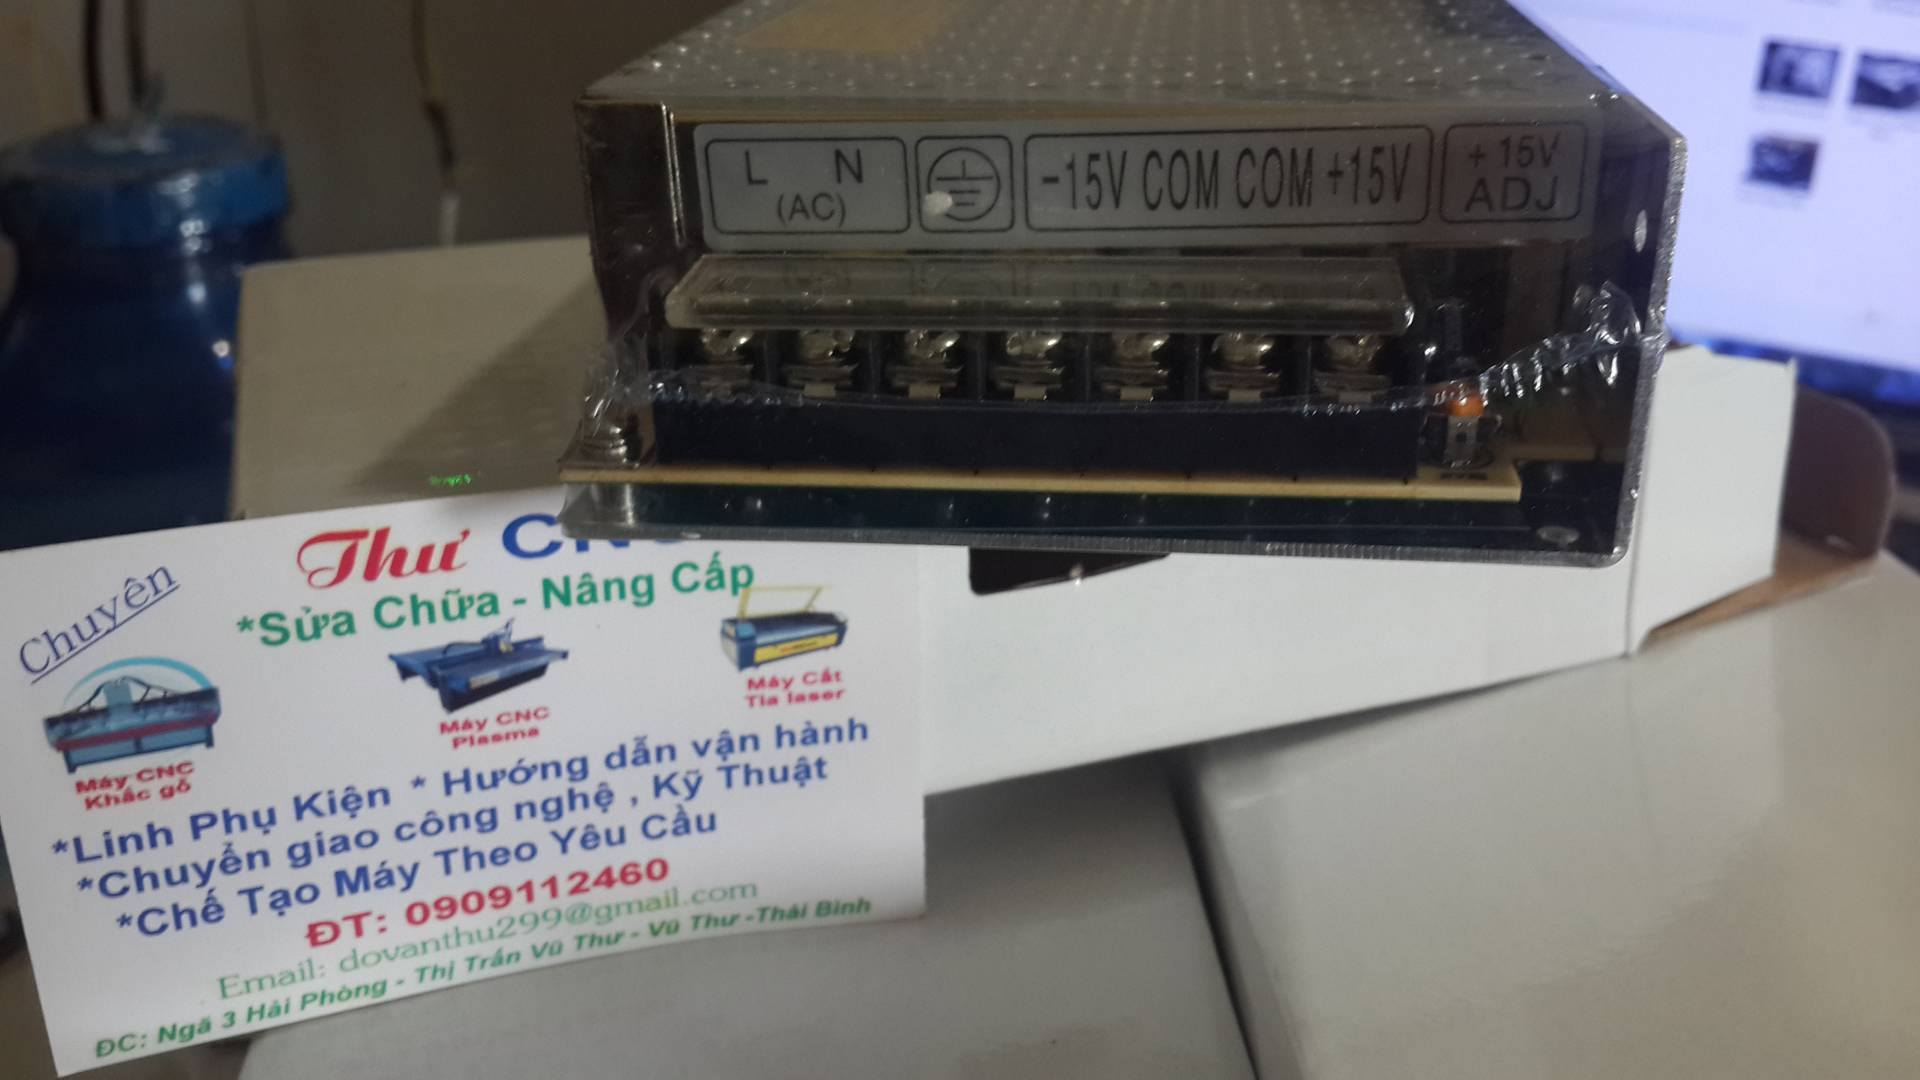 L N
(AC)
-15V COM COM +15V
+15V
ADJ
Chuyên
Thư
*Sửa Chữa - Nâng Cấp
Máy CNC
Khắc gỗ
Máy CNC
Plasma
Máy Cắt
Tia laser
*Linh Phụ Kiện * Hướng dẫn vận hành
*Chuyển giao công nghệ , Kỹ Thuật
*Chế Tạo Máy Theo Yêu Cầu
ĐT: 0909112460
Email: dovanthu299@gmail.com
ĐC: Ngã 3 Hải Phòng - Thị Trấn Vũ Thư - Vũ Thư -Thái Bình